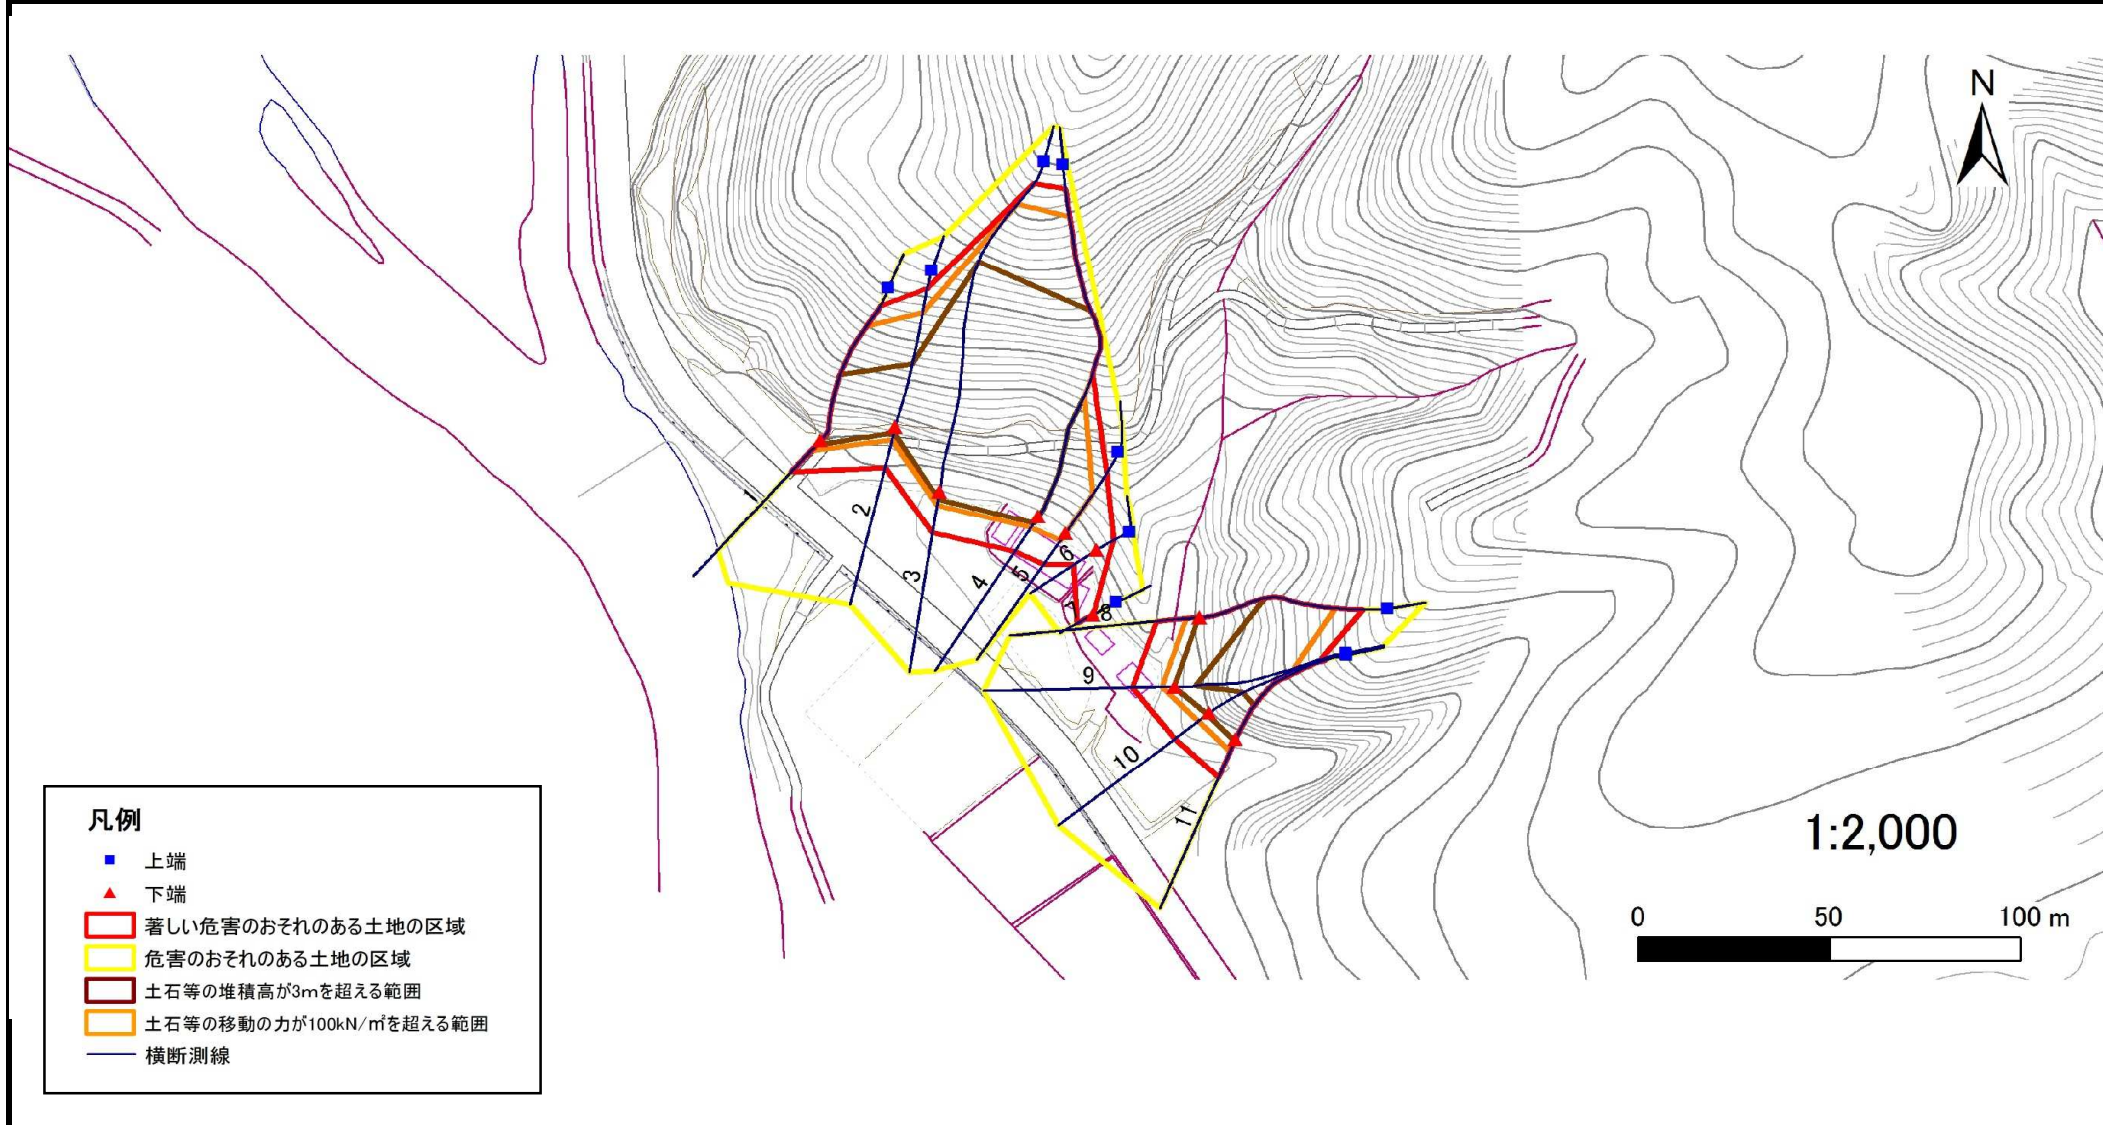 N
1
2
3
4
5
6
7
8
9
10
11
凡例
上端
下端
著しい危害のおそれのある土地の区域
危害のおそれのある土地の区域
土石等の堆積高が3mを超える範囲
土石等の移動の力が100kN/㎡を超える範囲
横断測線
1:2,000
0 50 100 m